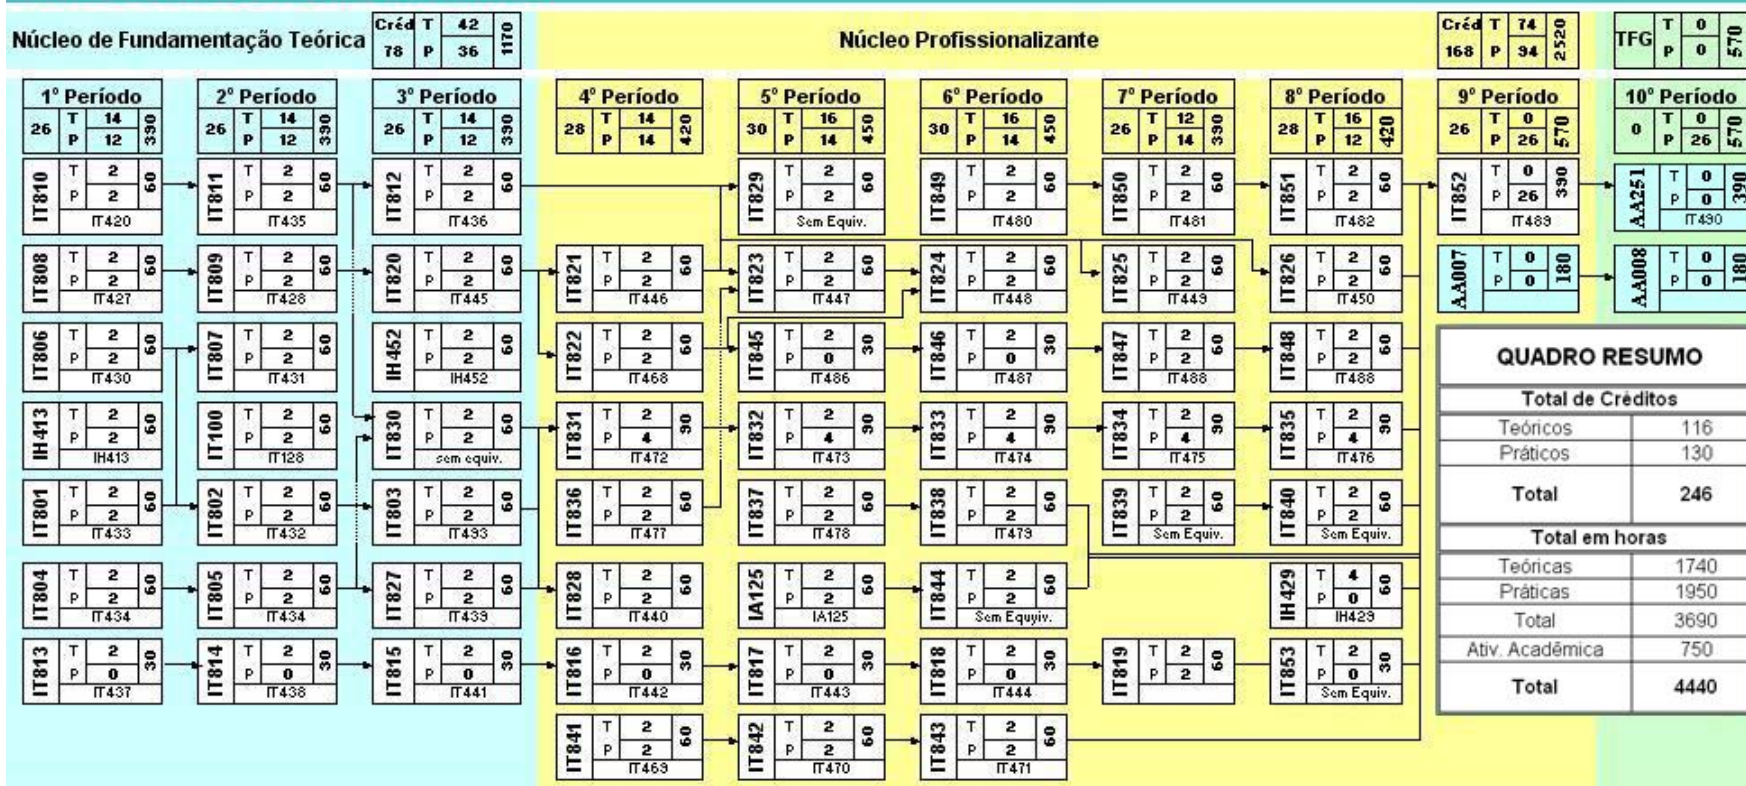 Núcleo de Fundamentação Teórica
Créd T 42 1170
78 P 36
Núcleo Profissionalizante
Créd T 74 2520
168 P 94
TFG T 0 570
P 0
1º Período
26 T 14 390
P 12
2º Período
26 T 14 390
P 12
3º Período
26 T 14 390
P 12
4º Período
28 T 14 420
P 14
5º Período
30 T 16 450
P 14
6º Período
30 T 16 450
P 14
7º Período
26 T 12 390
P 14
8º Período
28 T 16 420
P 12
9º Período
26 T 0 570
P 26
10º Período
0 T 0 570
P 26
IT810 T 2 60
P 2
IT420
IT811 T 2 60
P 2
IT435
IT812 T 2 60
P 2
IT436
IT829 T 2 60
P 2
Sem Equiv.
IT849 T 2 60
P 2
IT480
IT850 T 2 60
P 2
IT481
IT851 T 2 60
P 2
IT482
IT852 T 0 390
P 26
IT489
AA251 T 0 390
P 0
IT490
IT808 T 2 60
P 2
IT427
IT809 T 2 60
P 2
IT428
IT820 T 2 60
P 2
IT445
IT821 T 2 60
P 2
IT446
IT823 T 2 60
P 2
IT447
IT824 T 2 60
P 2
IT448
IT825 T 2 60
P 2
IT449
IT826 T 2 60
P 2
IT450
AA007 T 0 180
P 0
AA008 T 0 180
P 0
IT806 T 2 60
P 2
IT430
IT807 T 2 60
P 2
IT431
IH452 T 2 60
P 2
IH452
IT822 T 2 60
P 2
IT468
IT845 T 2 30
P 0
IT486
IT846 T 2 30
P 0
IT487
IT847 T 2 60
P 2
IT488
IT848 T 2 60
P 2
IT488
IH413 T 2 60
P 2
IH413
IT100 T 2 60
P 2
IT128
IT830 T 2 60
P 2
sem equiv.
IT831 T 2 90
P 4
IT472
IT832 T 2 90
P 4
IT473
IT833 T 2 90
P 4
IT474
IT834 T 2 90
P 4
IT475
IT835 T 2 90
P 4
IT476
IT801 T 2 60
P 2
IT433
IT802 T 2 60
P 2
IT432
IT803 T 2 60
P 2
IT493
IT836 T 2 60
P 2
IT477
IT837 T 2 60
P 2
IT478
IT838 T 2 60
P 2
IT479
IT839 T 2 60
P 2
Sem Equiv.
IT840 T 2 60
P 2
Sem Equiv.
IT804 T 2 60
P 2
IT434
IT805 T 2 60
P 2
IT434
IT827 T 2 60
P 2
IT439
IT828 T 2 60
P 2
IT440
IA125 T 2 60
P 2
IA125
IT844 T 2 60
P 2
Sem Equyiv.
IH429 T 4 60
P 0
IH429
IT813 T 2 30
P 0
IT437
IT814 T 2 30
P 0
IT438
IT815 T 2 30
P 0
IT441
IT816 T 2 30
P 0
IT442
IT817 T 2 30
P 0
IT443
IT818 T 2 30
P 0
IT444
IT819 T 2 60
P 2
IT853 T 2 30
P 0
Sem Equiv.
IT841 T 2 60
P 2
IT469
IT842 T 2 60
P 2
IT470
IT843 T 2 60
P 2
IT471
QUADRO RESUMO
Total de Créditos
Teóricos 116
Práticos 130
Total 246
Total em horas
Teóricas 1740
Práticas 1950
Total 3690
Ativ. Acadêmica 750
Total 4440